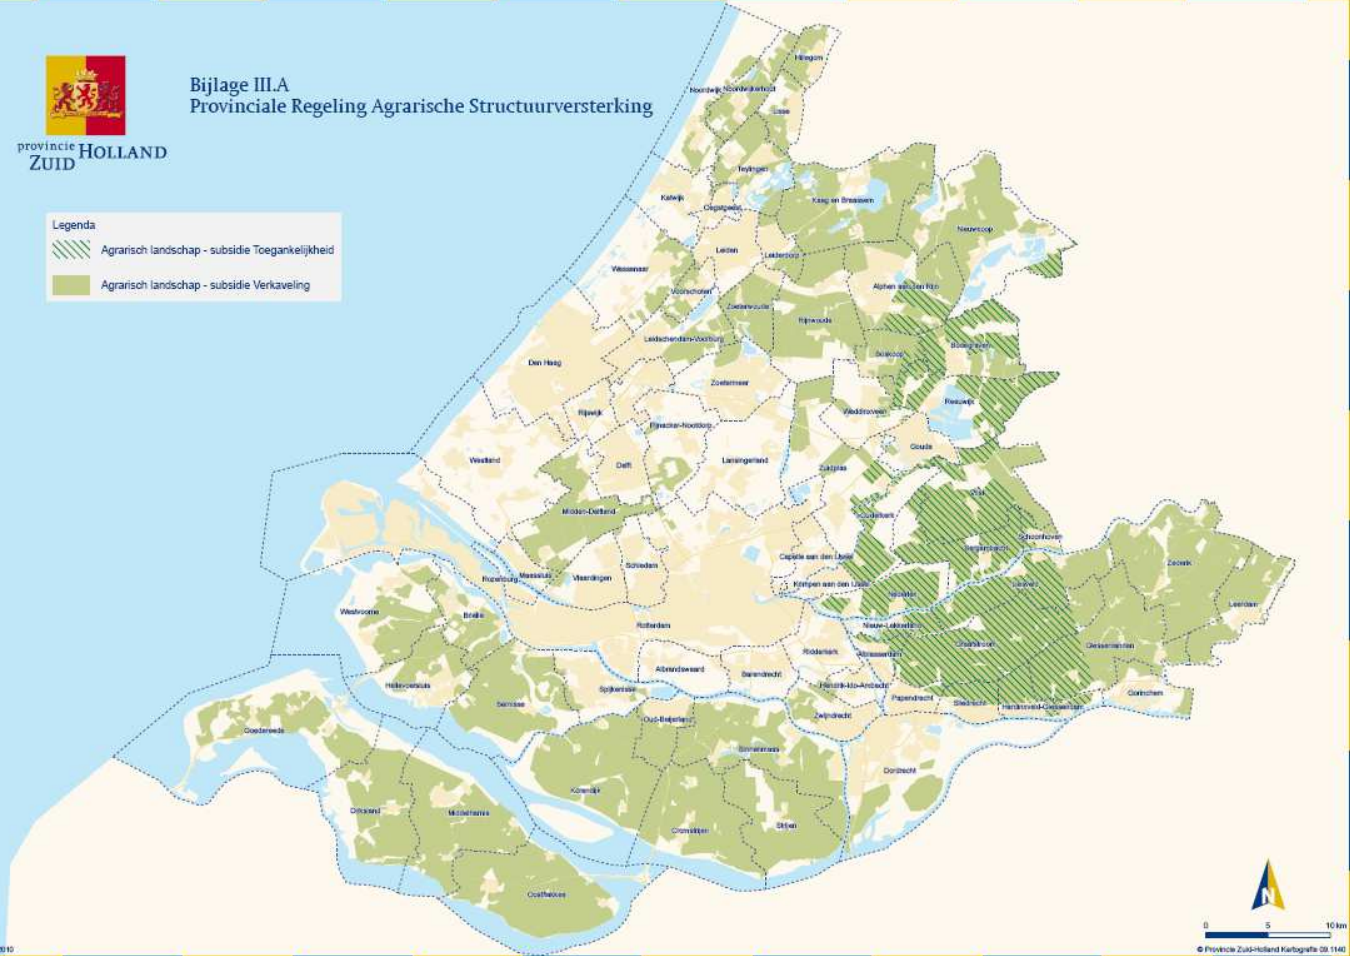 Bijlage III.A
Provinciale Regeling Agrarische Structuurversterking
provincie
ZUID HOLLAND
Legenda
Agrarisch landschap - subsidie Toegankelijkheid
Agrarisch landschap - subsidie Verkaveling
Hillegom
Noordwijk Noordwijkerhout
Lisse
Teylingen
Katwijk
Oegstgeest
Kaag en Braassem
Nieuwkoop
Leiden
Leiderdorp
Wassenaar
Voorschoten
Alphen aan den Rijn
Zoeterwoude
Rijnwoude
Leidschendam-Voorburg
Boskoop
Bodegraven
Den Haag
Zoetermeer
Reeuwijk
Rijswijk
Waddinxveen
Pijnacker-Nootdorp
Gouda
Westland
Delft
Lansingerland
Zuidplas
Vlist
Midden-Delfland
Ouderkerk
Schoonhoven
Bergambacht
Capelle aan den IJssel
Zederik
Schiedam
Rozenburg
Maassluis
Vlaardingen
Krimpen aan den IJssel
Liesveld
Nederlek
Leerdam
Westvoorne
Brielle
Rotterdam
Nieuw-Lekkerland
Graafstroom
Giessenlanden
Ridderkerk
Alblasserdam
Albrandswaard
Barendrecht
Hellevoetsluis
Spijkenisse
Hendrik-Ido-Ambacht
Gorinchem
Papendrecht
Sliedrecht
Hardinxveld-Giessendam
Bernisse
Oud-Beijerland
Zwijndrecht
Goedereede
Binnenmaas
Dordrecht
Korendijk
Dirksland
Middelharnis
Cromstrijen
Strijen
Oostflakkee
N
0 5 10 km
© Provincie Zuid-Holland Kartografie 09.1140
2010